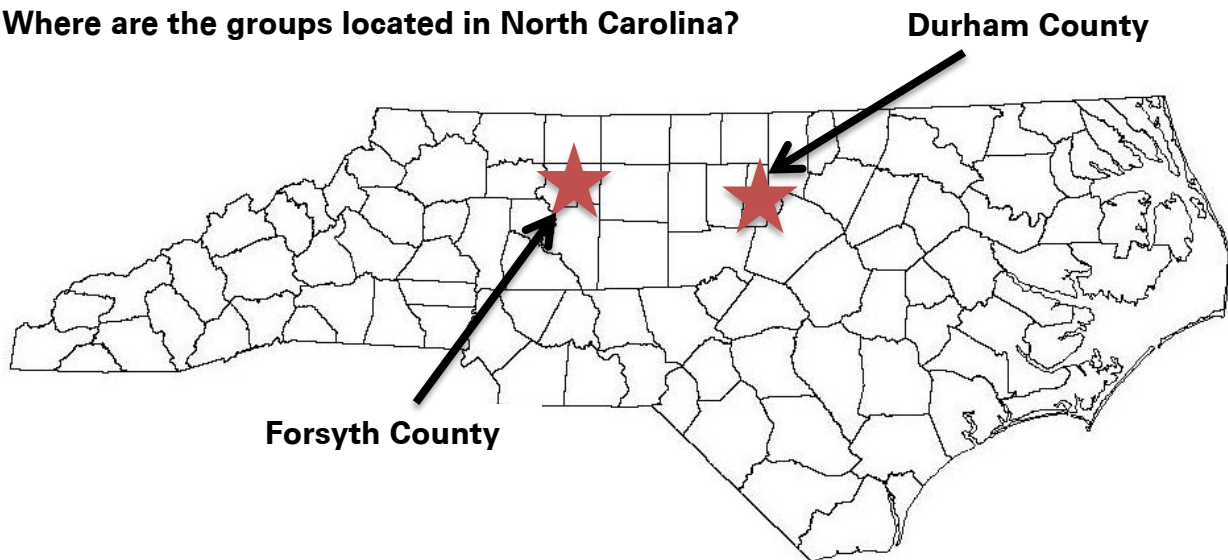 Where are the groups located in North Carolina?
Durham County
Forsyth County